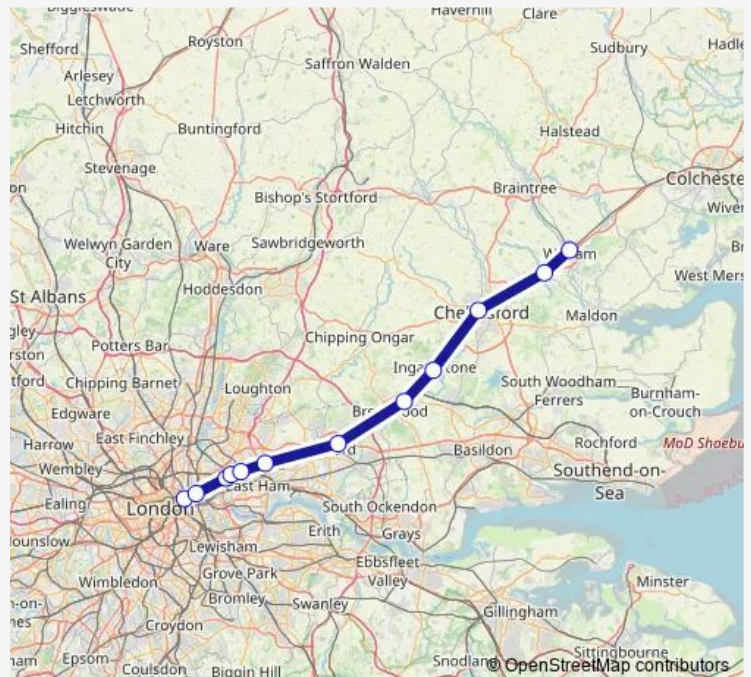 Biggleswade
Haverhill
Clare
Shefford
Royston
Sudbury
Saffron Walden
Arlesey
Letchworth
Hitchin
Buntingford
Halstead
Stevenage
Colcheste
Bishop's Stortford
Braintree
Wiver
Welwyn Garden
City
Ware
Sawbridgeworth
West Mers
St Albans
Hoddesdon
Maldon
Potters Bar
Chipping Ongar
Chipping Barnet
Loughton
South Woodham
Ferrers
Burnham-
on-Crouch
Edgware
East Finchley
Harrow
Rochford
MoD Shoebu
Wembley
Basildon
Southend-on-
Sea
East Ham
Ealing
London
South Ockendon
Erith
Grays
Lewisham
Ebbsfleet
Valley
Wimbledon
Grove Park
Minster
Bromley
Swanley
Gillingham
Croydon
Epsom
Coulsdon
Biggin Hill
Snodlan
Sittingbourne
© OpenStreetMap contributors